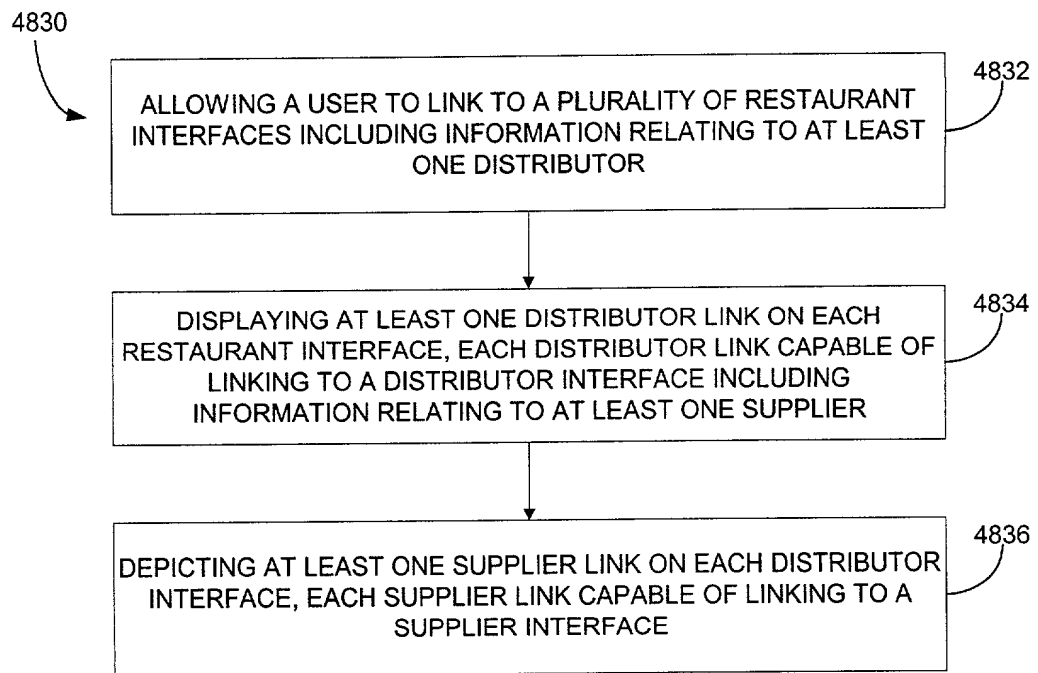 4830
ALLOWING A USER TO LINK TO A PLURALITY OF RESTAURANT
INTERFACES INCLUDING INFORMATION RELATING TO AT LEAST
ONE DISTRIBUTOR
4832
DISPLAYING AT LEAST ONE DISTRIBUTOR LINK ON EACH
RESTAURANT INTERFACE, EACH DISTRIBUTOR LINK CAPABLE OF
LINKING TO A DISTRIBUTOR INTERFACE INCLUDING
INFORMATION RELATING TO AT LEAST ONE SUPPLIER
4834
DEPICTING AT LEAST ONE SUPPLIER LINK ON EACH DISTRIBUTOR
INTERFACE, EACH SUPPLIER LINK CAPABLE OF LINKING TO A
SUPPLIER INTERFACE
4836